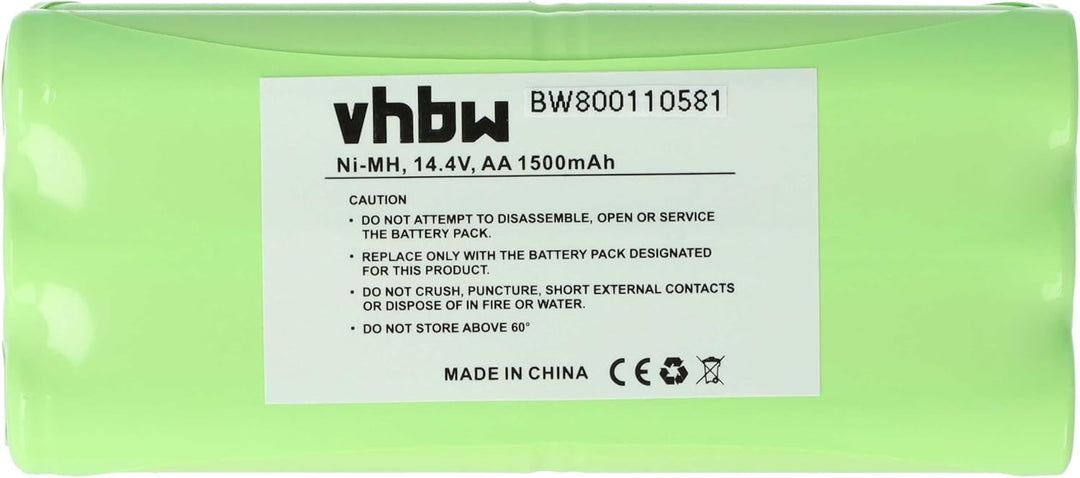 vhbw BW800110581
Ni-MH, 14.4V, AA 1500mAh
CAUTION
• DO NOT ATTEMPT TO DISASSEMBLE, OPEN OR SERVICE
THE BATTERY PACK.
• REPLACE ONLY WITH THE BATTERY PACK DESIGNATED
FOR THIS PRODUCT.
• DO NOT CRUSH, PUNCTURE, SHORT EXTERNAL CONTACTS
OR DISPOSE OF IN FIRE OR WATER.
• DO NOT STORE ABOVE 60°
MADE IN CHINA CE